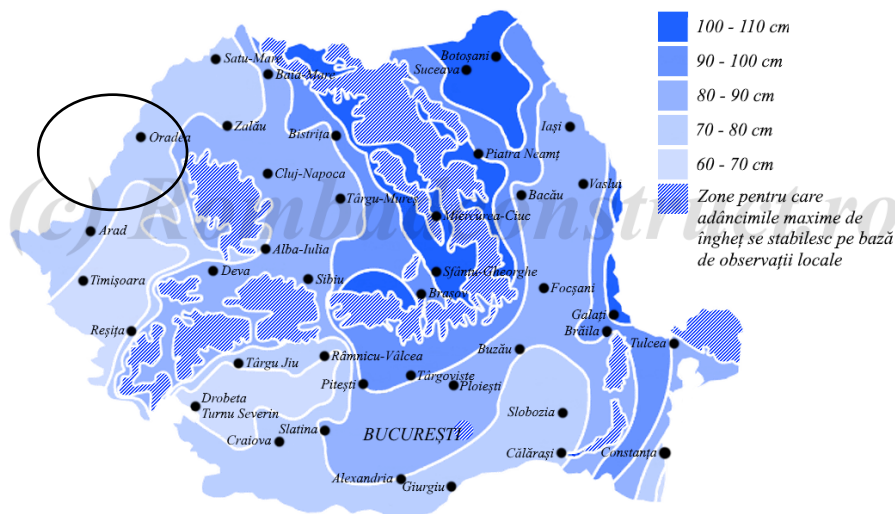 100 - 110 cm
90 - 100 cm
80 - 90 cm
70 - 80 cm
60 - 70 cm
Zone pentru care
adâncimile maxime de
îngheț se stabilesc pe bază
de observații locale
Botoșani
Satu-Mare
Suceava
Baia-Mare
Zalău
Iași
Oradea
Bistrița
Piatra Neamț
Cluj-Napoca
Vaslui
Târgu-Mureș
Bacău
Miercurea-Ciuc
(c) Rombadconstruct.ro
Arad
Alba-Iulia
Deva
Sfântu-Gheorghe
Timișoara
Sibiu
Brașov
Focșani
Galați
Reșița
Brăila
Tulcea
Buzău
Râmnicu-Vâlcea
Târgu Jiu
Târgoviște
Pitești
Ploiești
Drobeta
Turnu Severin
Slobozia
Slatina
BUCUREȘTI
Craiova
Călărași
Constanța
Alexandria
Giurgiu